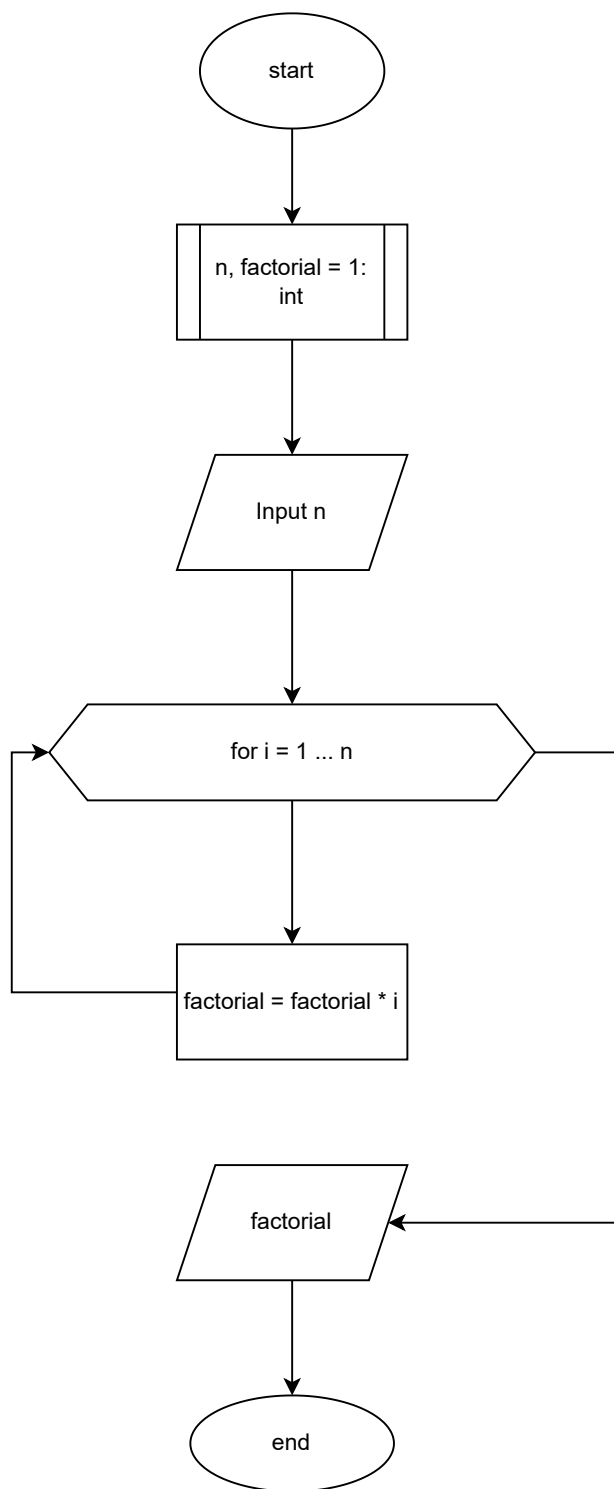 start
n, factorial = 1:
int
Input n
for i = 1 ... n
factorial = factorial * i
factorial
end